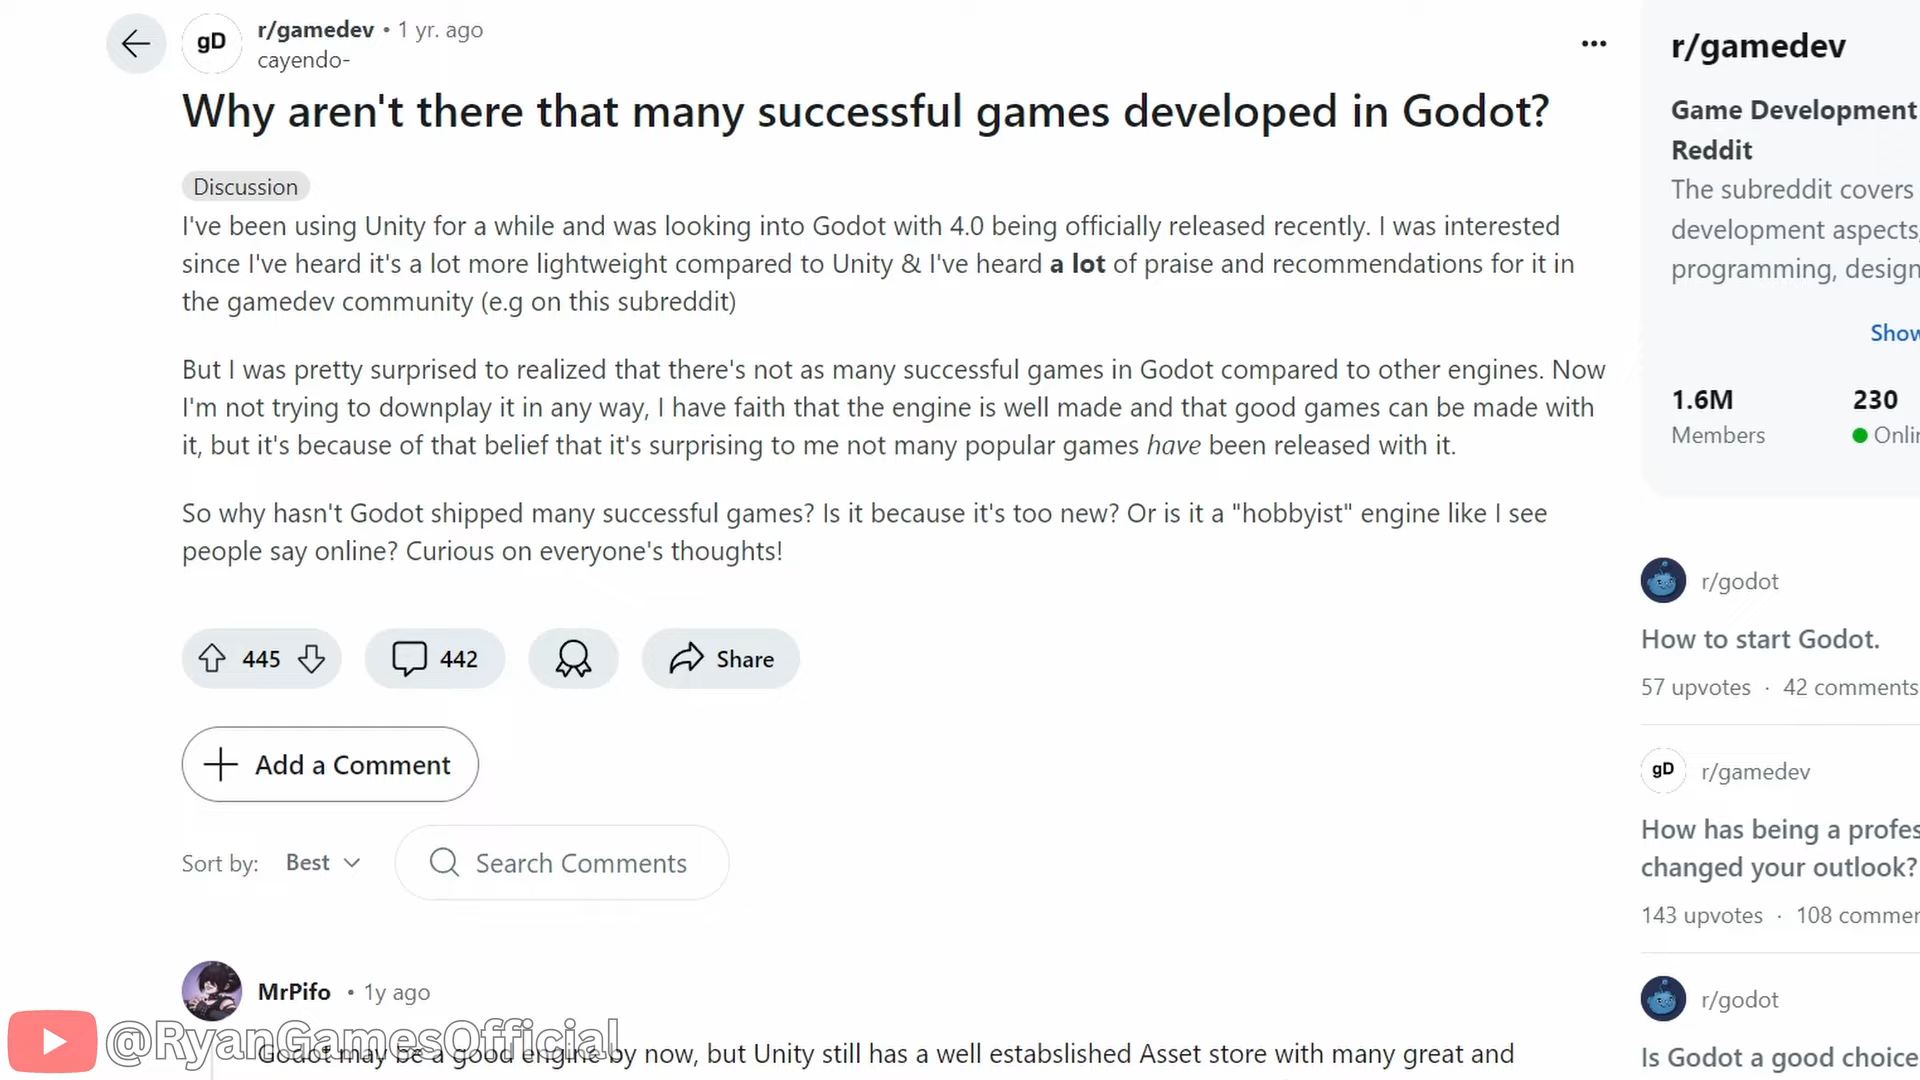 gD
r/gamedev • 1 yr. ago
cayendo-
Why aren't there that many successful games developed in Godot?
Discussion
I've been using Unity for a while and was looking into Godot with 4.0 being officially released recently. I was interested
since I've heard it's a lot more lightweight compared to Unity & I've heard a lot of praise and recommendations for it in
the gamedev community (e.g on this subreddit)
But I was pretty surprised to realized that there's not as many successful games in Godot compared to other engines. Now
I'm not trying to downplay it in any way, I have faith that the engine is well made and that good games can be made with
it, but it's because of that belief that it's surprising to me not many popular games have been released with it.
So why hasn't Godot shipped many successful games? Is it because it's too new? Or is it a "hobbyist" engine like I see
people say online? Curious on everyone's thoughts!
445
442
Share
Add a Comment
Sort by: Best
Search Comments
MrPifo • 1y ago
Godot may be a good engine by now, but Unity still has a well estabslished Asset store with many great and
@RyanGamesOfficial
r/gamedev
Game Development
Reddit
The subreddit covers
development aspects,
programming, design
Show
1.6M
Members
230
Onlin
r/godot
How to start Godot.
57 upvotes · 42 comments
gD
r/gamedev
How has being a profes
changed your outlook?
143 upvotes · 108 commen
r/godot
Is Godot a good choice